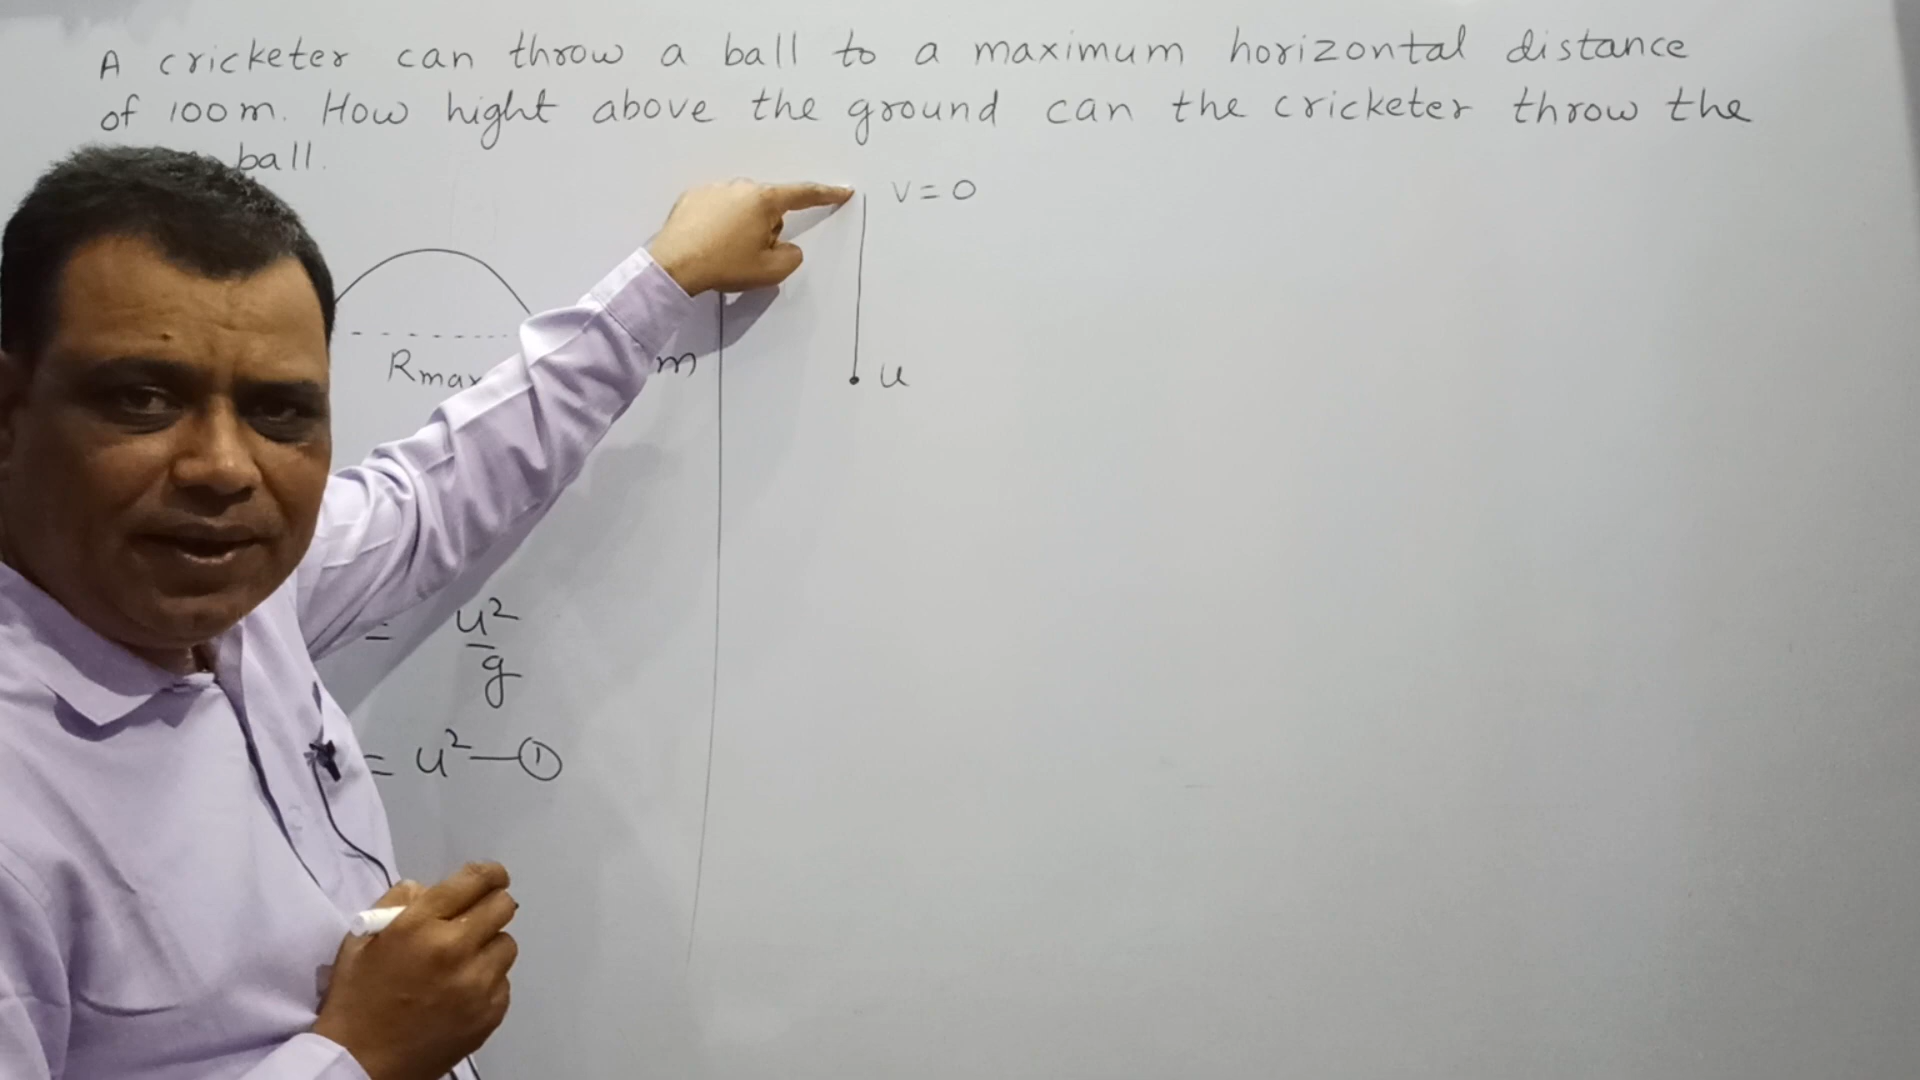 A cricketer can throw a ball to a maximum horizontal distance
of 100m. How hight above the ground can the cricketer throw the
ball.
v = 0
Rmax m
u
= u²/g
= u² — ①